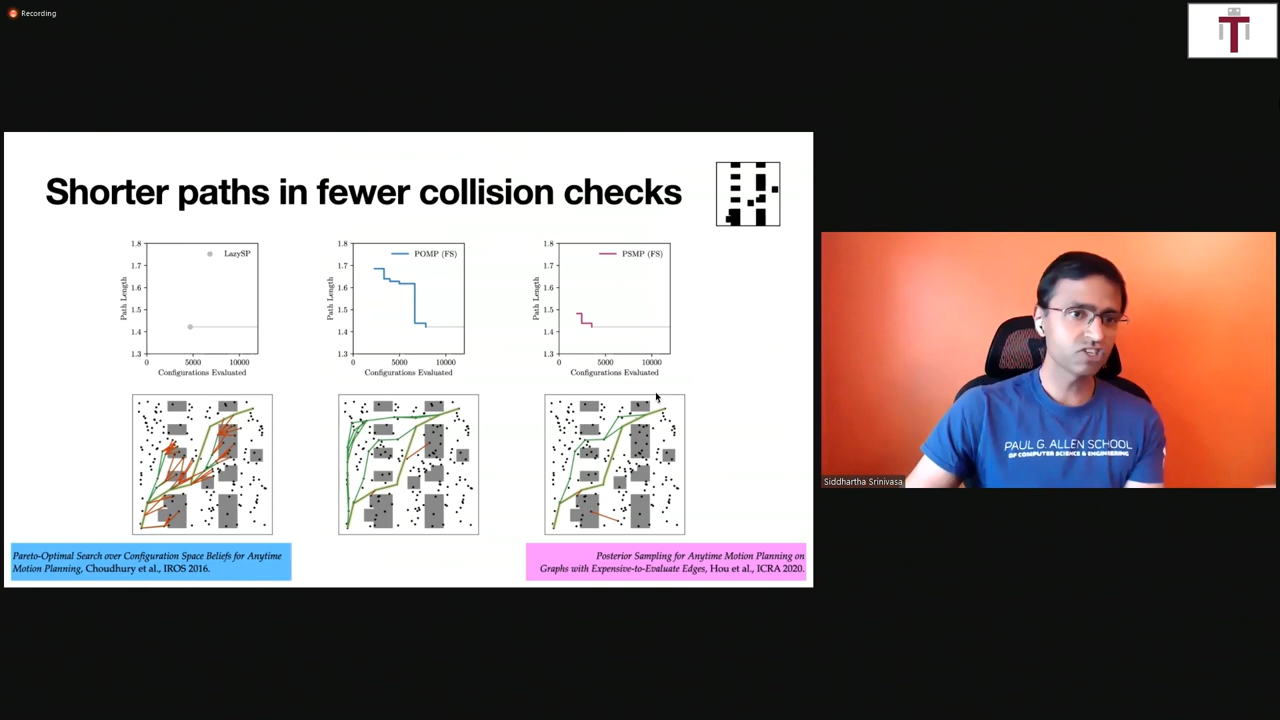 Recording
Shorter paths in fewer collision checks
1.8
1.7
1.6
1.5
1.4
1.3
Path Length
LazySP
0
5000
10000
Configurations Evaluated
1.8
1.7
1.6
1.5
1.4
1.3
Path Length
POMP (FS)
0
5000
10000
Configurations Evaluated
1.8
1.7
1.6
1.5
1.4
1.3
Path Length
PSMP (FS)
0
5000
10000
Configurations Evaluated
Pareto-Optimal Search over Configuration Space Beliefs for Anytime
Motion Planning, Choudhury et al., IROS 2016.
Posterior Sampling for Anytime Motion Planning on
Graphs with Expensive-to-Evaluate Edges, Hou et al., ICRA 2020.
PAUL G. ALLEN SCHOOL
OF COMPUTER SCIENCE & ENGINEERING
Siddhartha Srinivasa